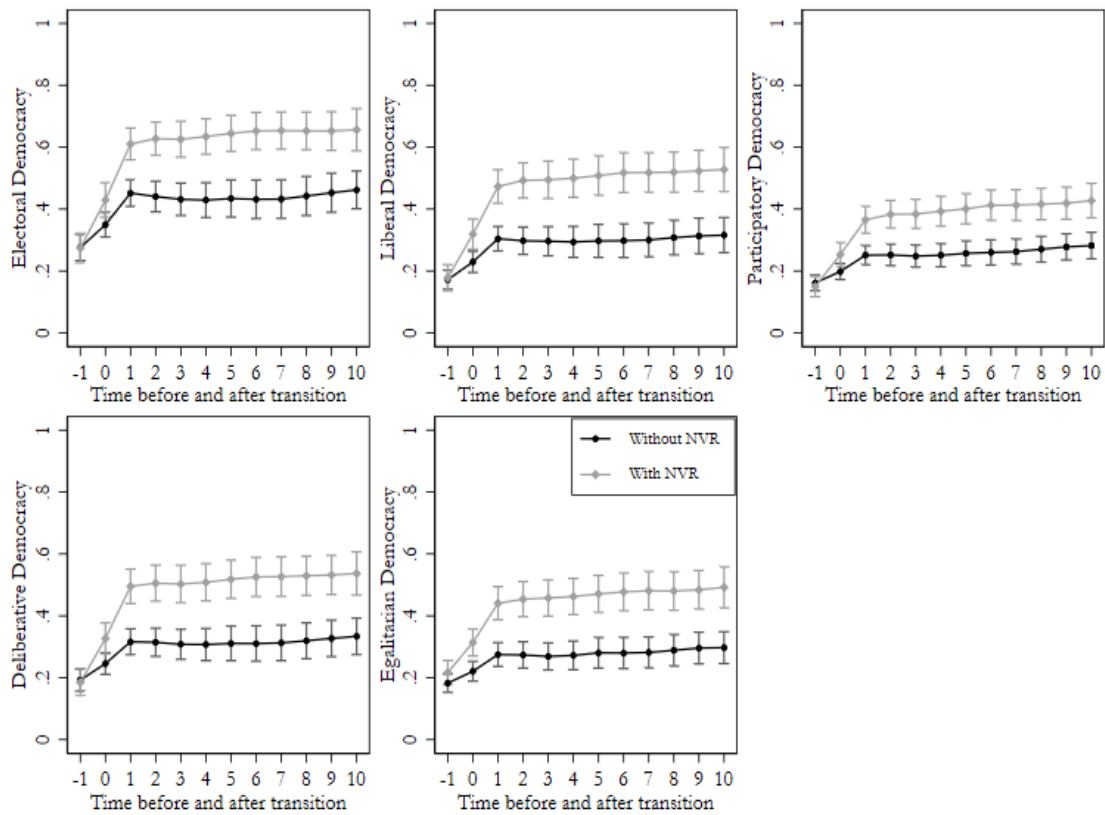 Electoral Democracy
0 .2 .4 .6 .8 1
-1 0 1 2 3 4 5 6 7 8 9 10
Time before and after transition
Liberal Democracy
0 .2 .4 .6 .8 1
-1 0 1 2 3 4 5 6 7 8 9 10
Time before and after transition
Participatory Democracy
0 .2 .4 .6 .8 1
-1 0 1 2 3 4 5 6 7 8 9 10
Time before and after transition
Deliberative Democracy
0 .2 .4 .6 .8 1
-1 0 1 2 3 4 5 6 7 8 9 10
Time before and after transition
Egalitarian Democracy
0 .2 .4 .6 .8 1
Without NVR
With NVR
-1 0 1 2 3 4 5 6 7 8 9 10
Time before and after transition